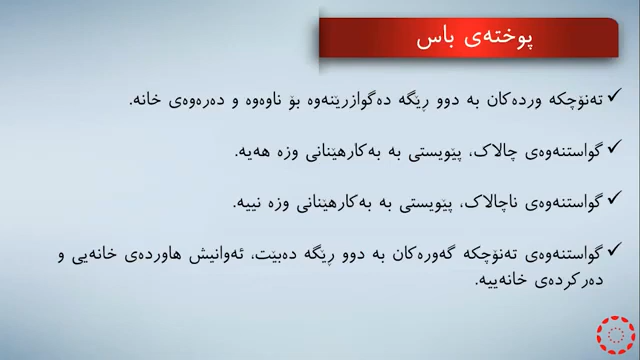 پوختەی باس
تەنۆچکە وردەکان بە دوو ڕێگە دەگوازرێنەوە بۆ ناوەوە و دەرەوەی خانە.
گواستنەوەی چالاک، پێویستی بە بەکارهێنانی وزە هەیە.
گواستنەوەی ناچالاک، پێویستی بە بەکارهێنانی وزە نییە.
گواستنەوەی تەنۆچکە گەورەکان بە دوو ڕێگە دەبێت، ئەوانیش هاوردەی خانەیی و
دەرکردەی خانەییە.